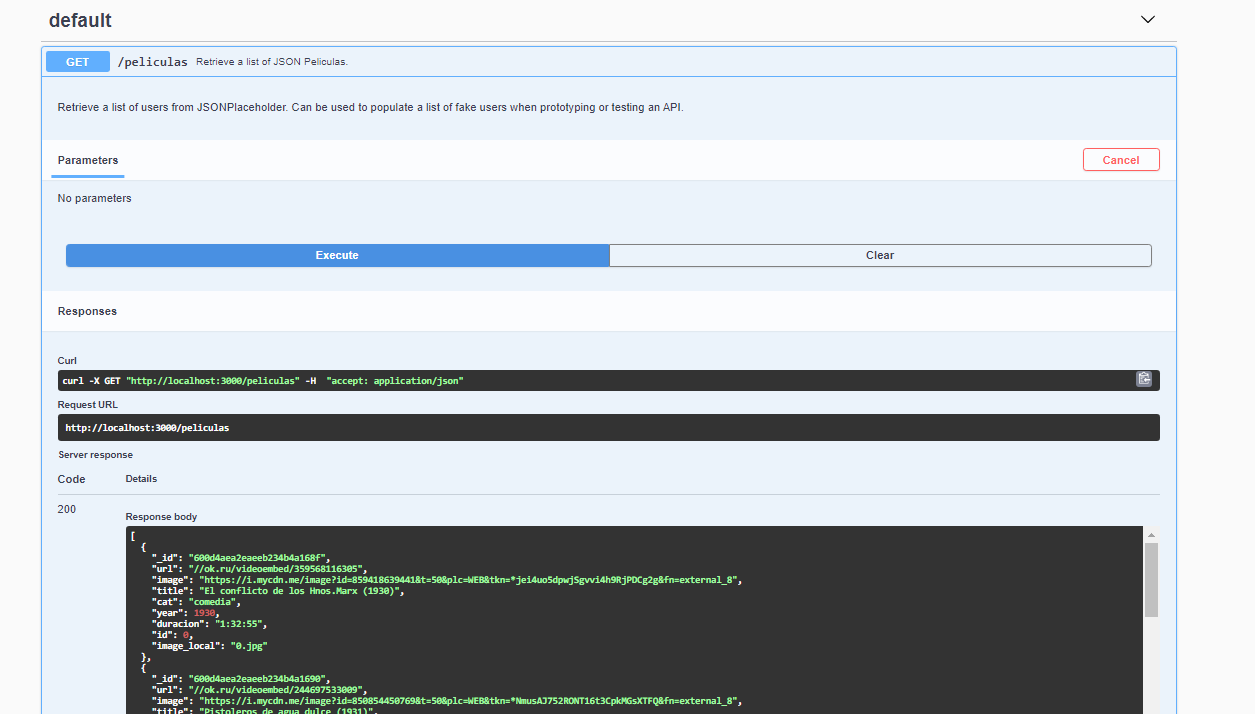 default
GET /peliculas Retrieve a list of JSON Peliculas.
Retrieve a list of users from JSONPlaceholder. Can be used to populate a list of fake users when prototyping or testing an API.
Parameters Cancel
No parameters
Execute Clear
Responses
Curl
curl -X GET "http://localhost:3000/peliculas" -H  "accept: application/json"
Request URL
http://localhost:3000/peliculas
Server response
Code Details
200
Response body
[
  {
    "_id": "600d4aea2eaeeb234b4a168f",
    "url": "//ok.ru/videoembed/359568116305",
    "image": "https://i.mycdn.me/image?id=859418639441&t=50&plc=WEB&tkn=*jei4uo5dpwjSgvvi4h9RjPDCg2g&fn=external_8",
    "title": "El conflicto de los Hnos.Marx (1930)",
    "cat": "comedia",
    "year": 1930,
    "duracion": "1:32:55",
    "id": 0,
    "image_local": "0.jpg"
  },
  {
    "_id": "600d4aea2eaeeb234b4a1690",
    "url": "//ok.ru/videoembed/244697533009",
    "image": "https://i.mycdn.me/image?id=850854450769&t=50&plc=WEB&tkn=*NmusAJ752RONT16t3CpkMGsXTFQ&fn=external_8",
    "title": "Pistoleros de agua dulce (1931)",